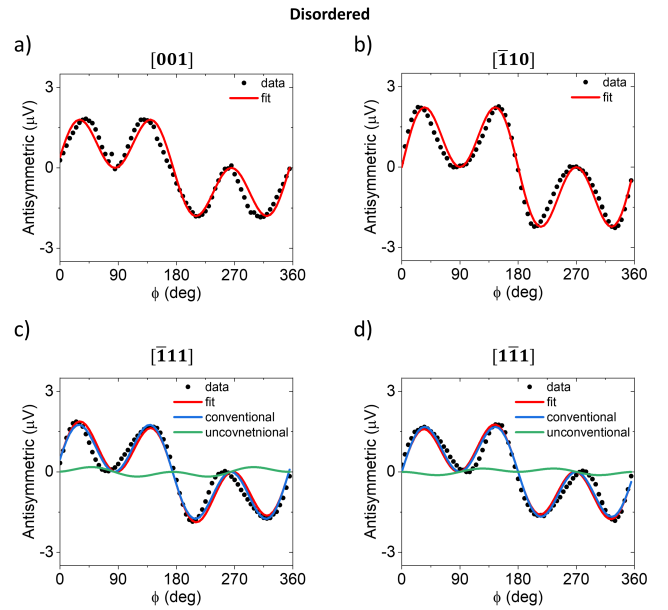 Disordered
a)
[001]
3
0
-3
Antisymmetric (μV)
data
fit
0 90 180 270 360
ϕ (deg)
b)
[1̅10]
3
0
-3
Antisymmetric (μV)
data
fit
0 90 180 270 360
ϕ (deg)
c)
[1̅11]
3
0
-3
Antisymmetric (μV)
data
fit
conventional
uncovnetnional
0 90 180 270 360
ϕ (deg)
d)
[11̅1]
3
0
-3
Antisymmetric (μV)
data
fit
conventional
unconventional
0 90 180 270 360
ϕ (deg)